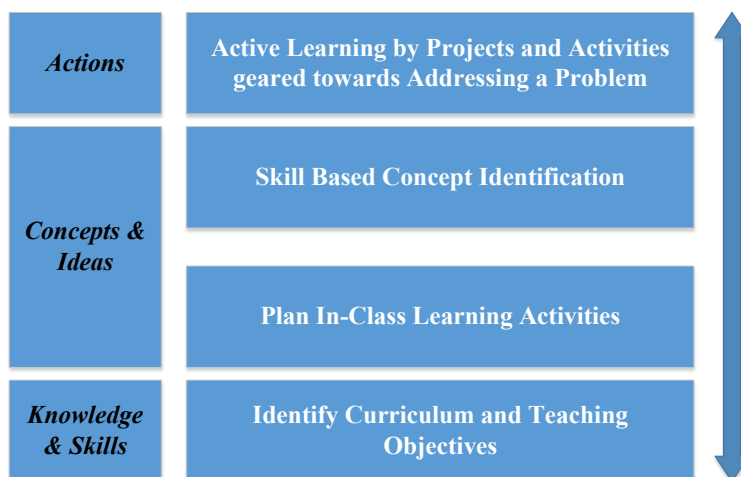 Actions
Active Learning by Projects and Activities
geared towards Addressing a Problem
Concepts &
Ideas
Skill Based Concept Identification
Plan In-Class Learning Activities
Knowledge
& Skills
Identify Curriculum and Teaching
Objectives